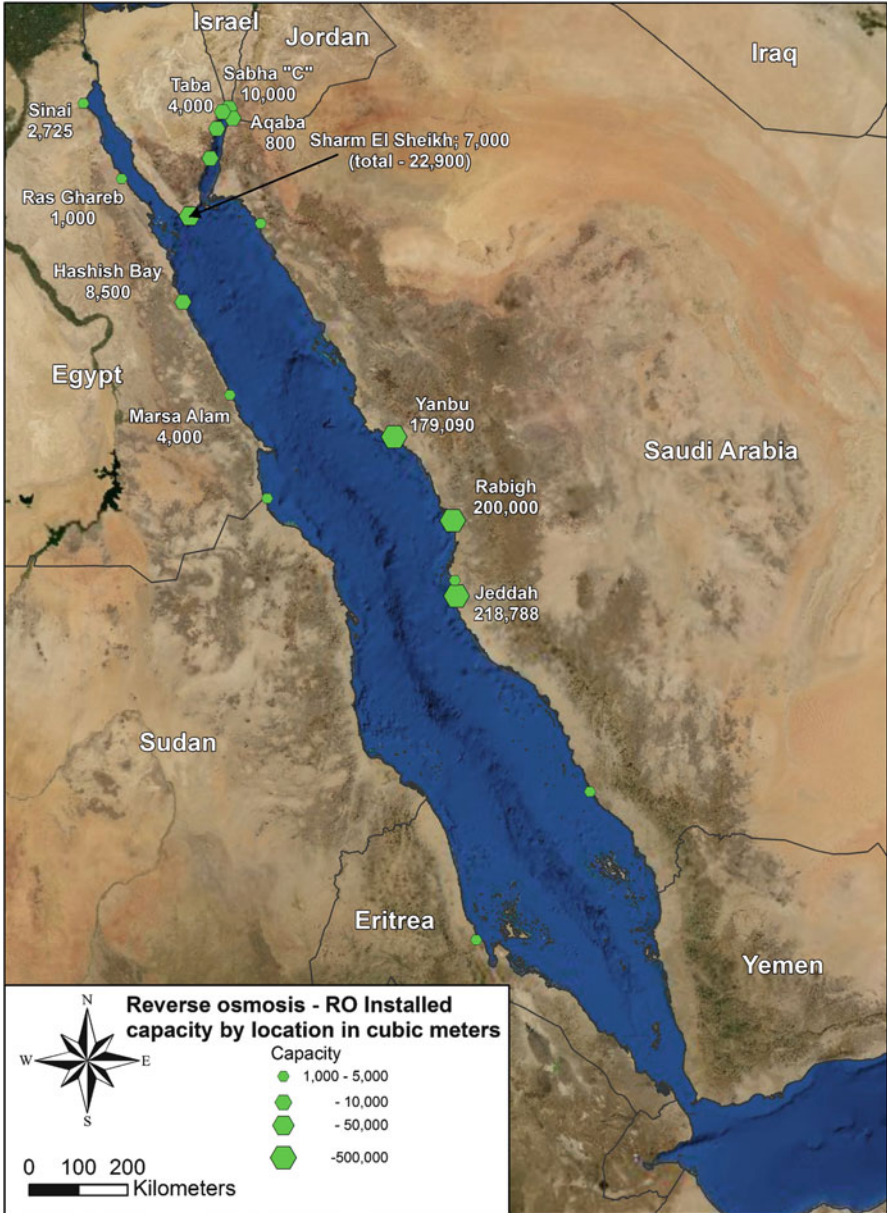 Israel
Jordan
Iraq
Sabha "C"
10,000
Taba
4,000
Sinai
2,725
Aqaba
800
Sharm El Sheikh; 7,000
(total - 22,900)
Ras Ghareb
1,000
Hashish Bay
8,500
Egypt
Marsa Alam
4,000
Yanbu
179,090
Saudi Arabia
Rabigh
200,000
Jeddah
218,788
Sudan
Eritrea
Yemen
N
W
E
S
Reverse osmosis - RO Installed
capacity by location in cubic meters
Capacity
1,000 - 5,000
- 10,000
- 50,000
-500,000
0 100 200
Kilometers